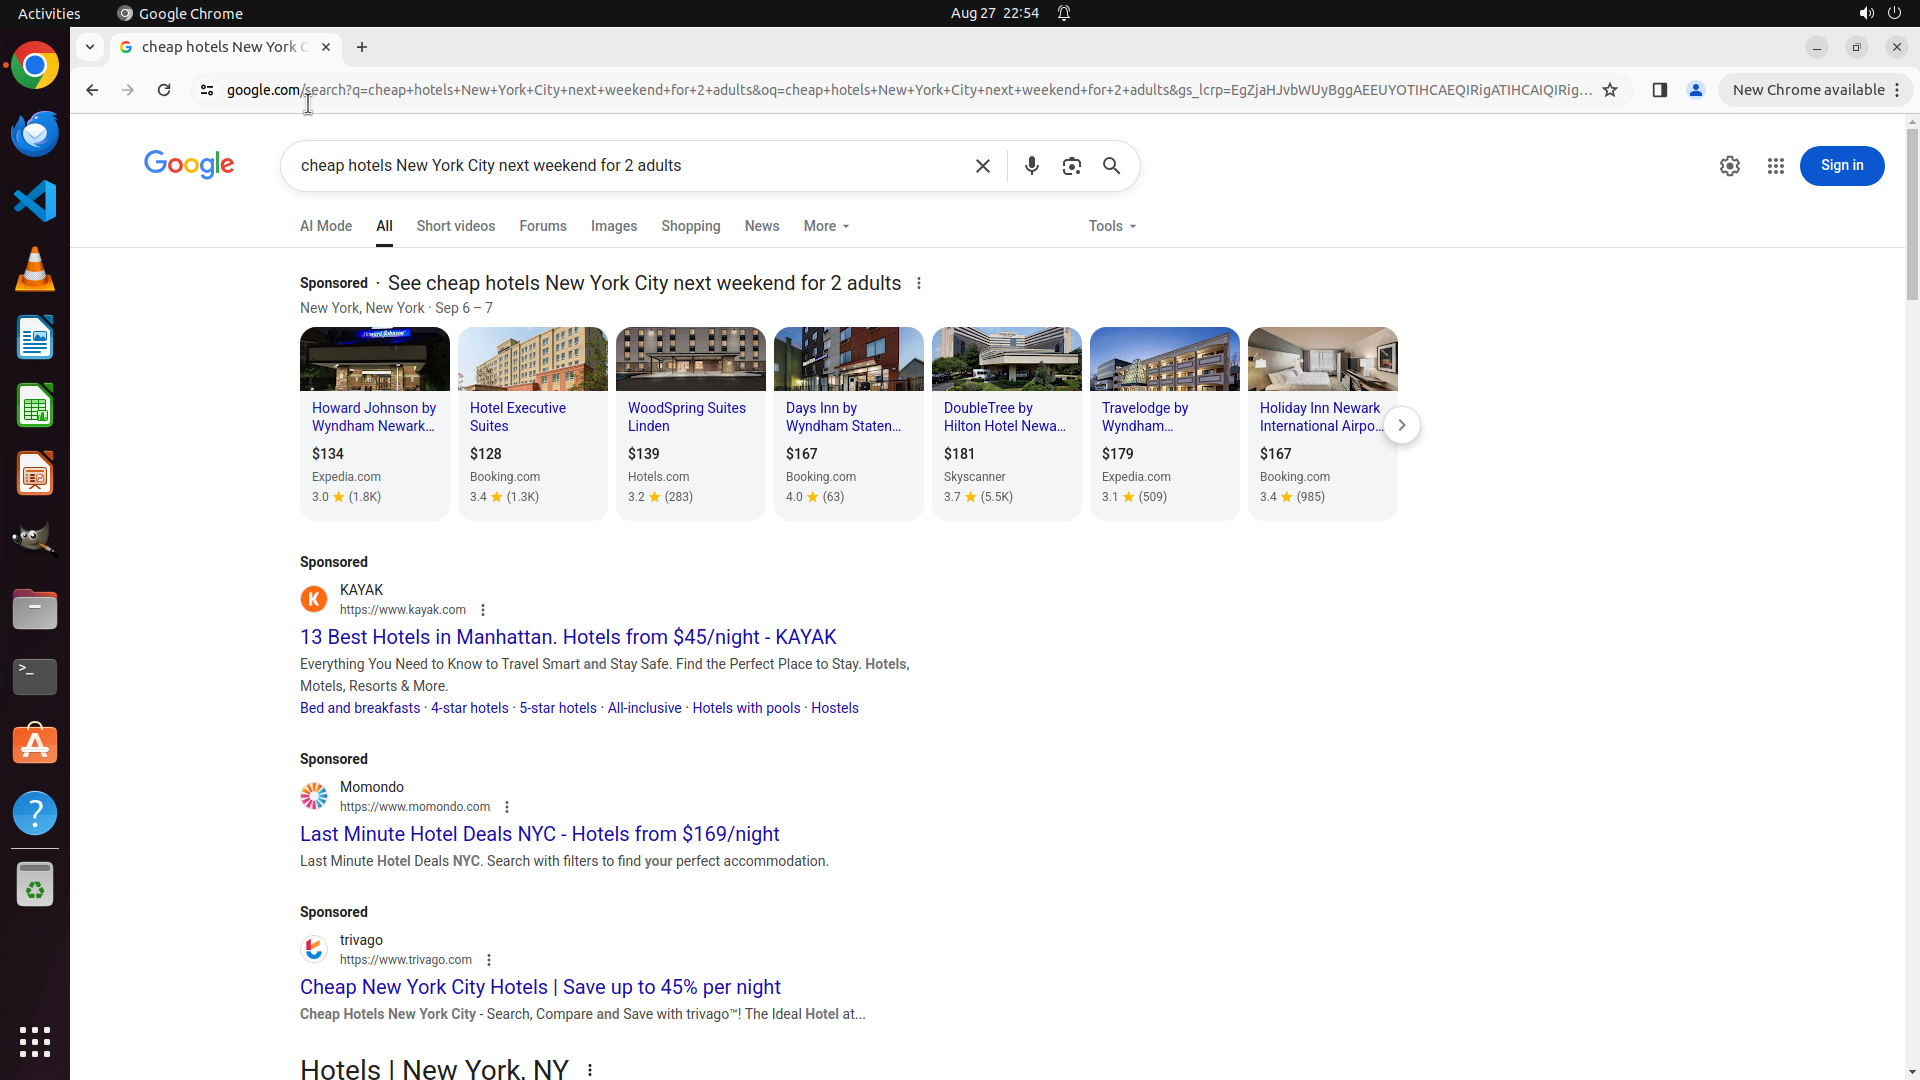 Activities
Google Chrome
Aug 27 22:54
cheap hotels New York C
google.com/search?q=cheap+hotels+New+York+City+next+weekend+for+2+adults&oq=cheap+hotels+New+York+City+next+weekend+for+2+adults&gs_lcrp=EgZjaHJvbWUyBggAEEUYOTIHCAEQIRigATIHCAIQIRig...
New Chrome available
Google
cheap hotels New York City next weekend for 2 adults
Sign in
AI Mode
All
Short videos
Forums
Images
Shopping
News
More
Tools
Sponsored · See cheap hotels New York City next weekend for 2 adults
New York, New York · Sep 6 – 7
Howard Johnson
Howard Johnson by
Wyndham Newark...
$134
Expedia.com
3.0 ★ (1.8K)
Hotel Executive
Suites
$128
Booking.com
3.4 ★ (1.3K)
WoodSpring Suites
Linden
$139
Hotels.com
3.2 ★ (283)
Days Inn by
Wyndham Staten...
$167
Booking.com
4.0 ★ (63)
DoubleTree by
Hilton Hotel Newa...
$181
Skyscanner
3.7 ★ (5.5K)
Travelodge by
Wyndham...
$179
Expedia.com
3.1 ★ (509)
Holiday Inn Newark
International Airpo...
$167
Booking.com
3.4 ★ (985)
Sponsored
KAYAK
https://www.kayak.com
13 Best Hotels in Manhattan. Hotels from $45/night - KAYAK
Everything You Need to Know to Travel Smart and Stay Safe. Find the Perfect Place to Stay. Hotels,
Motels, Resorts & More.
Bed and breakfasts · 4-star hotels · 5-star hotels · All-inclusive · Hotels with pools · Hostels
Sponsored
Momondo
https://www.momondo.com
Last Minute Hotel Deals NYC - Hotels from $169/night
Last Minute Hotel Deals NYC. Search with filters to find your perfect accommodation.
Sponsored
trivago
https://www.trivago.com
Cheap New York City Hotels | Save up to 45% per night
Cheap Hotels New York City - Search, Compare and Save with trivago™! The Ideal Hotel at...
Hotels | New York, NY